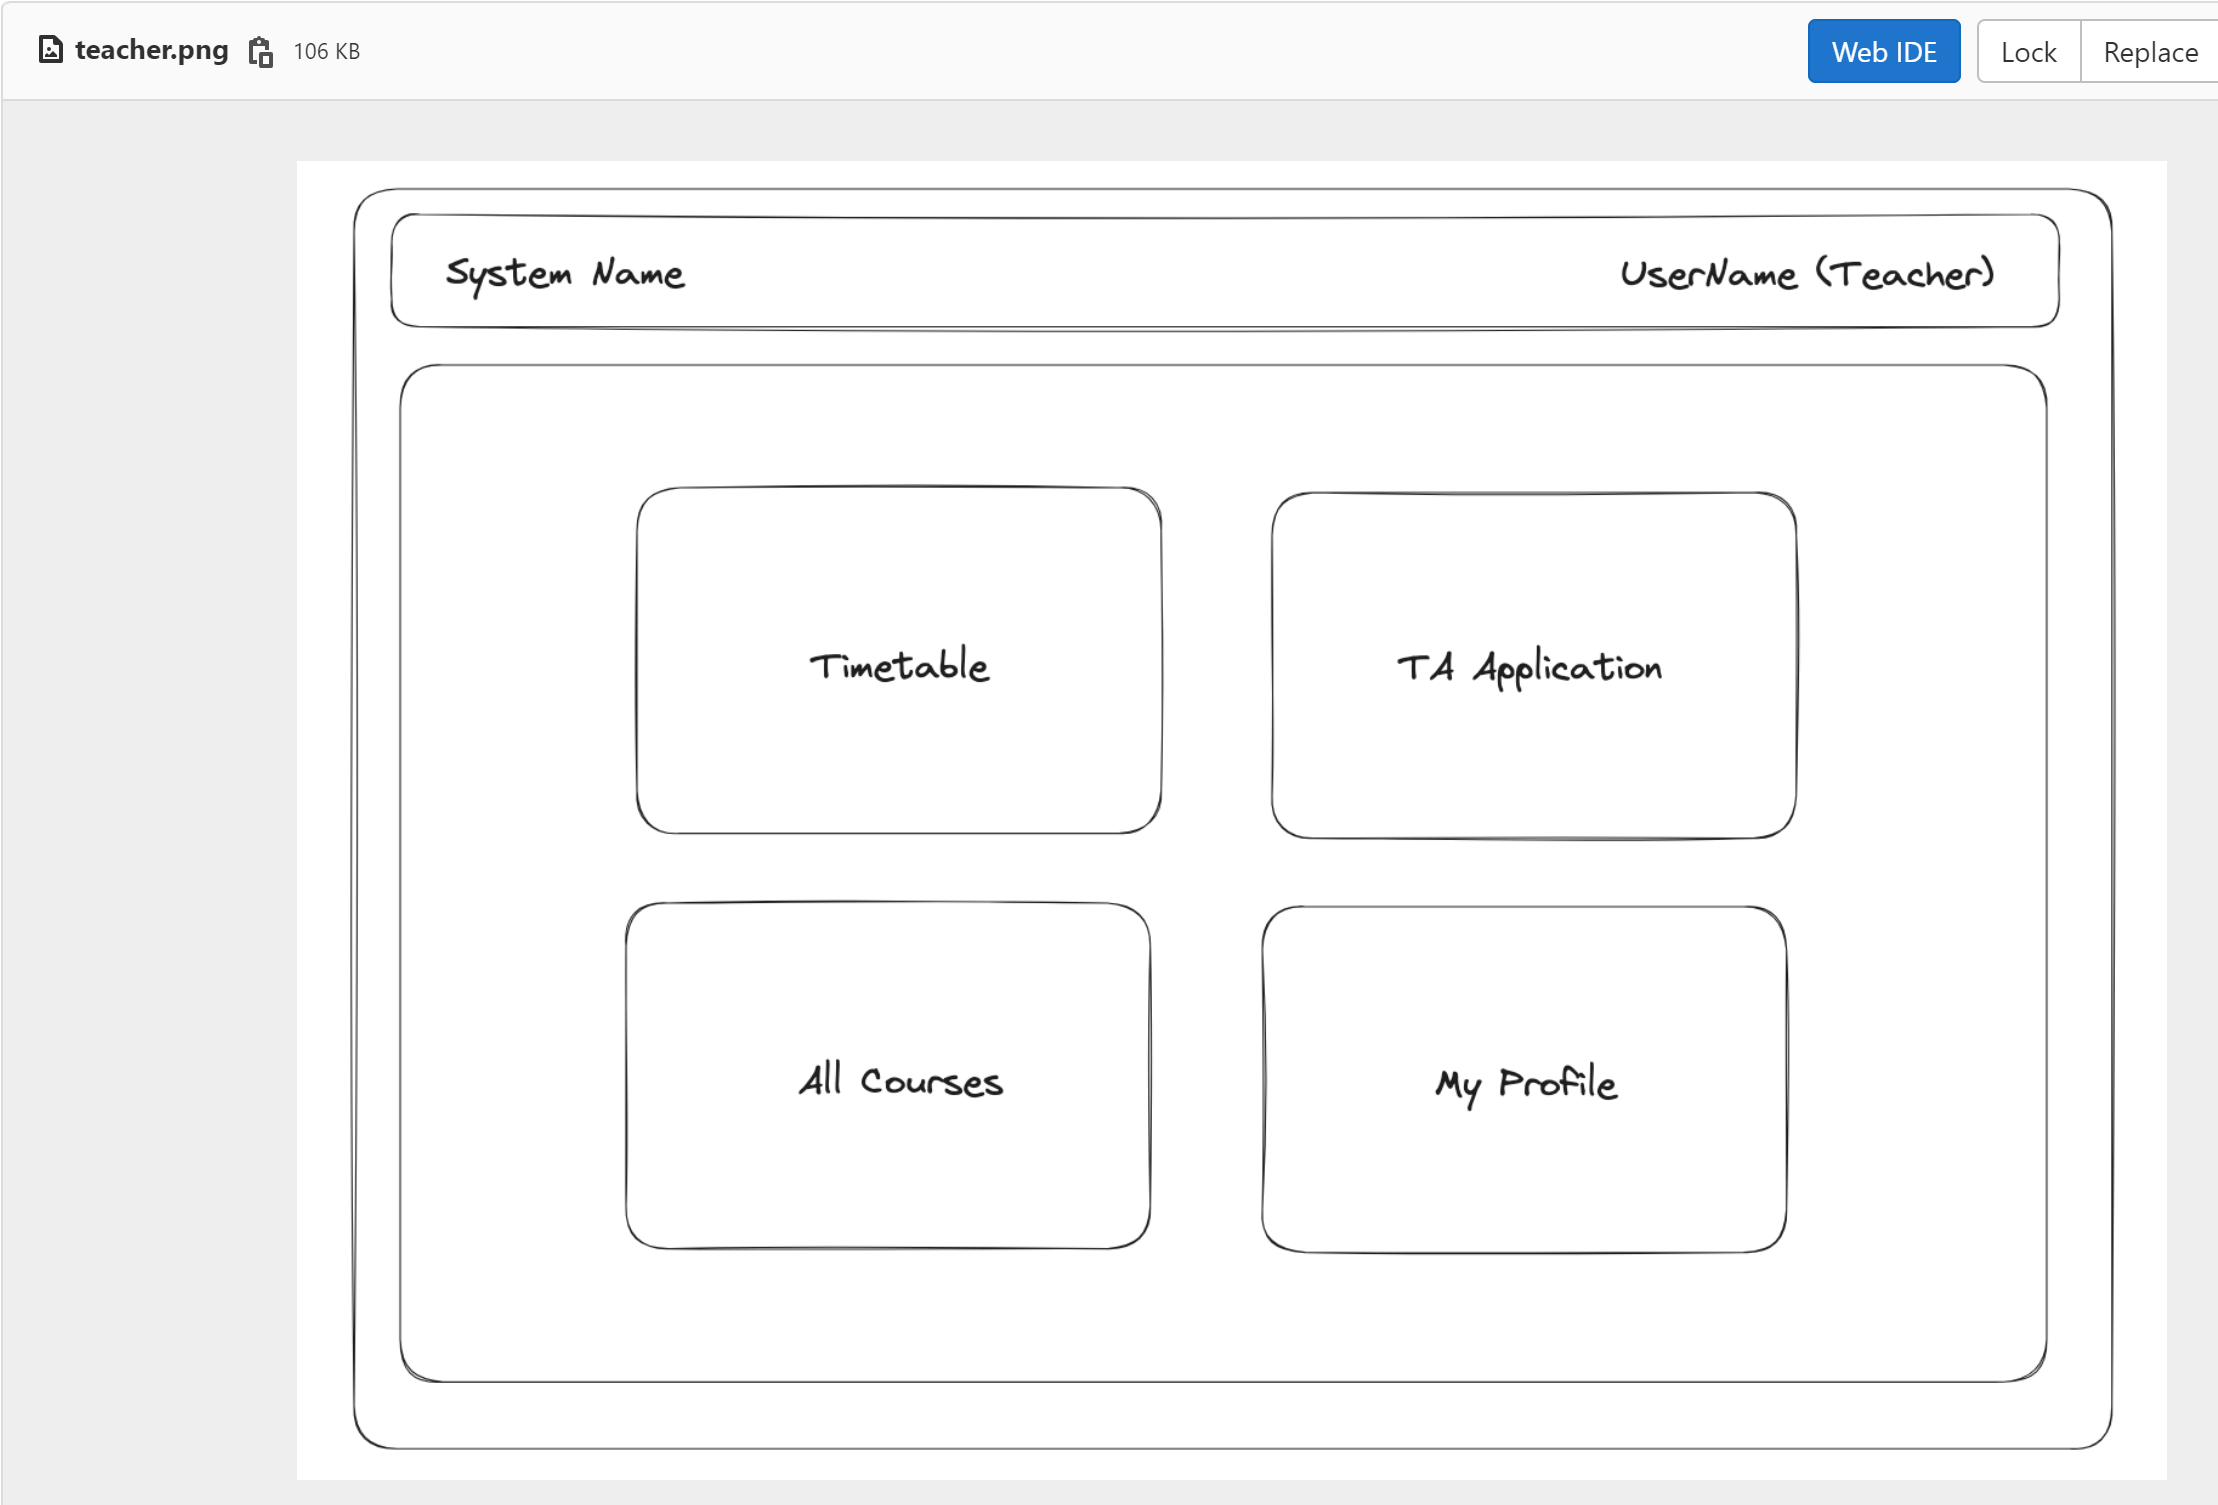 teacher.png 106 KB Web IDE Lock Replace
System Name UserName (Teacher)
Timetable TA Application
All Courses My Profile